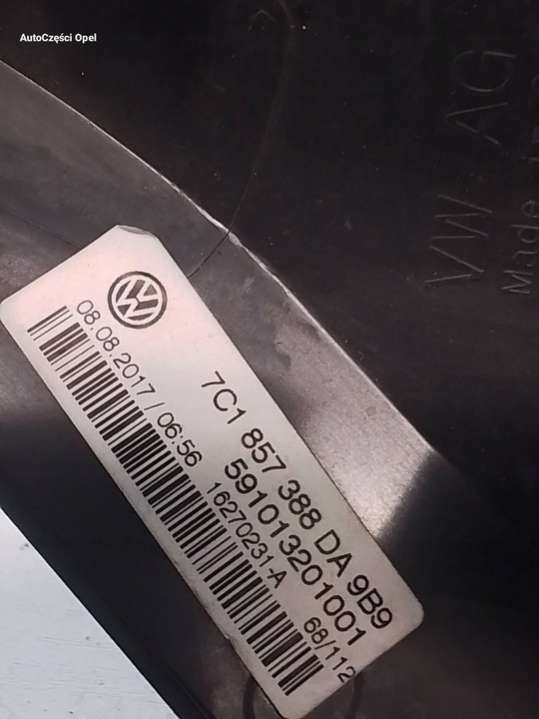 AutoCzęści Opel
VW AG
Made
08.08.2017 / 06:56
7C1 857 388 DA 9B9
591013201001
16270231-A
68/112